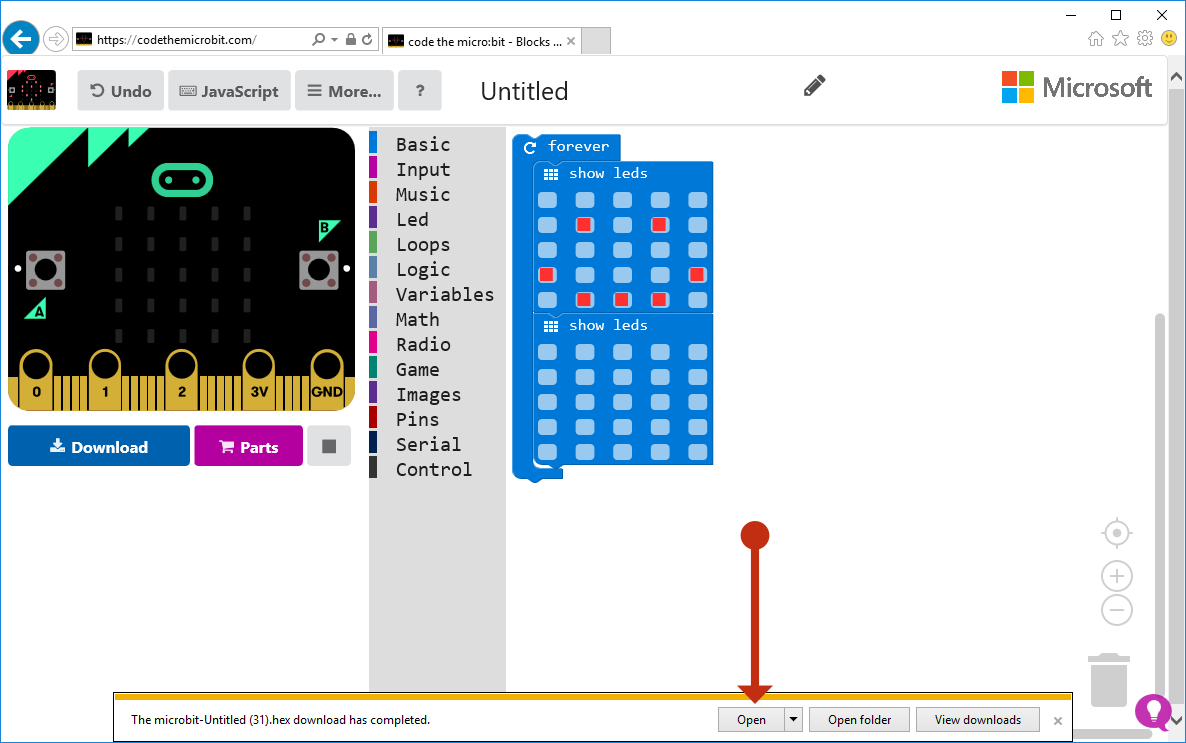 https://codethemicrobit.com/
code the micro:bit - Blocks ...
Undo
JavaScript
More...
?
Untitled
Microsoft
B
A
0 1 2 3V GND
Download
Parts
Basic
Input
Music
Led
Loops
Logic
Variables
Math
Radio
Game
Images
Pins
Serial
Control
forever
show leds
show leds
The microbit-Untitled (31).hex download has completed.
Open
Open folder
View downloads